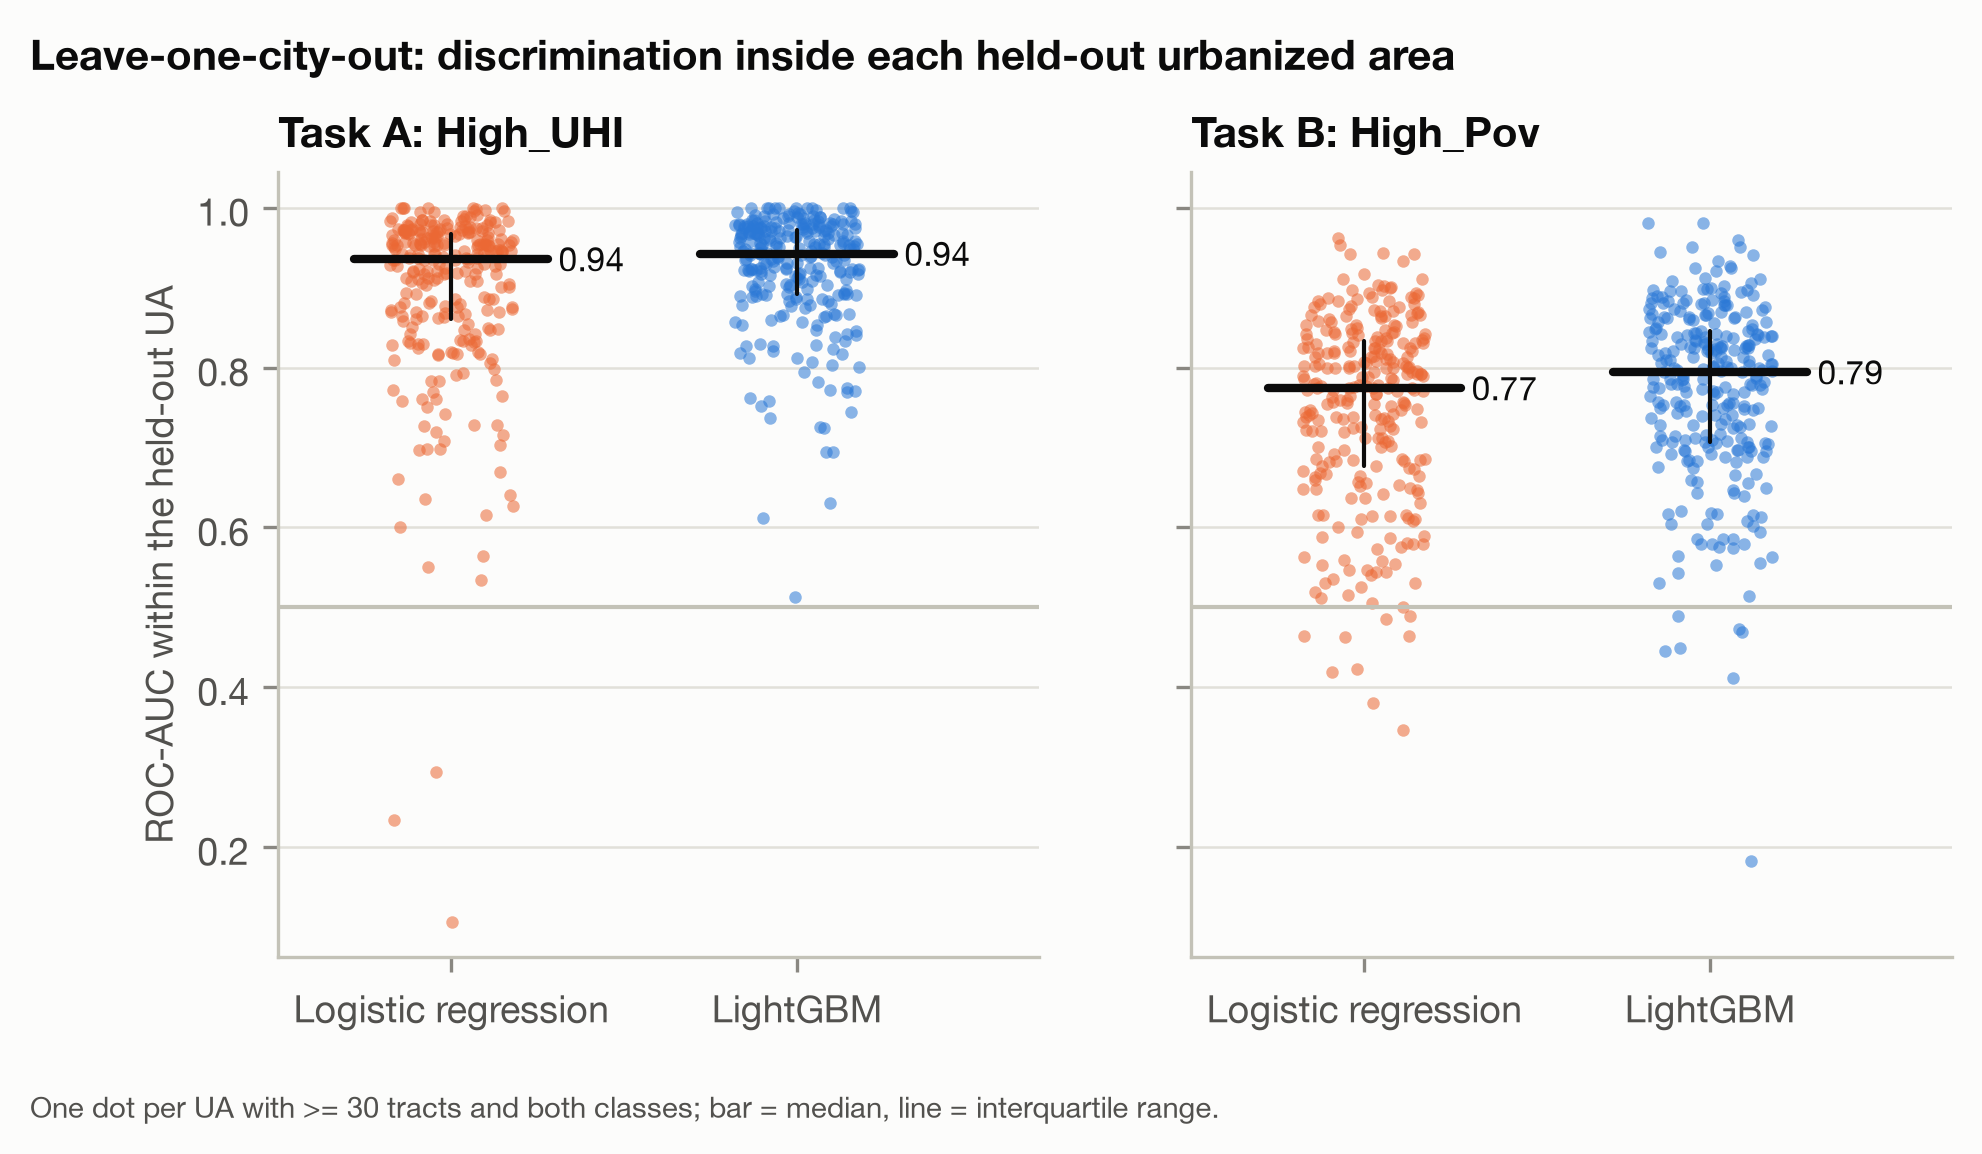 Leave-one-city-out: discrimination inside each held-out urbanized area
Task A: High_UHI
Task B: High_Pov
ROC-AUC within the held-out UA
1.0
0.8
0.6
0.4
0.2
0.94
0.94
0.77
0.79
Logistic regression
LightGBM
Logistic regression
LightGBM
One dot per UA with >= 30 tracts and both classes; bar = median, line = interquartile range.